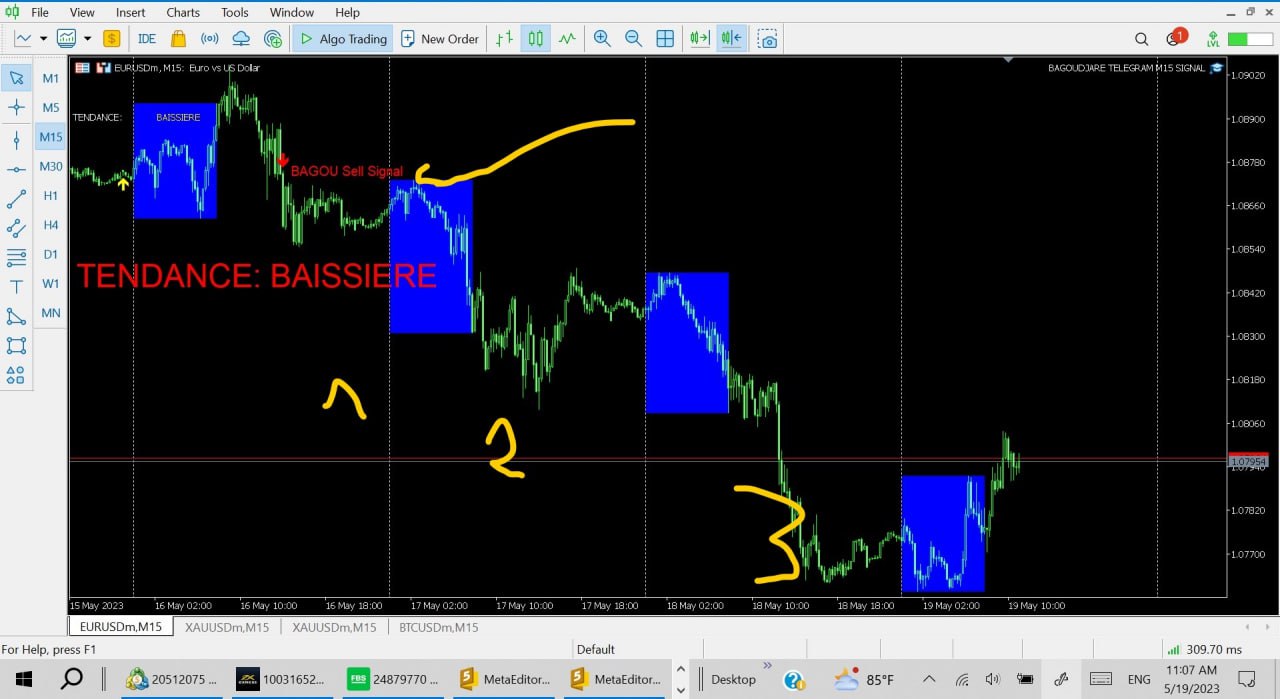 File View Insert Charts Tools Window Help
IDE Algo Trading New Order 1 LVL
M1
M5
M15
M30
H1
H4
D1
W1
MN
EURUSDm, M15: Euro vs US Dollar
BAGOUDJARE TELEGRAM M15 SIGNAL
TENDANCE: BAISSIERE
BAGOU Sell Signal
TENDANCE: BAISSIERE
2
3
1.09020
1.08900
1.08780
1.08660
1.08540
1.08420
1.08300
1.08180
1.08060
1.07954
1.07940
1.07820
1.07700
15 May 2023 16 May 02:00 16 May 10:00 16 May 18:00 17 May 02:00 17 May 10:00 17 May 18:00 18 May 02:00 18 May 10:00 18 May 18:00 19 May 02:00 19 May 10:00
EURUSDm,M15 XAUUSDm,M15 XAUUSDm,M15 BTCUSDm,M15
For Help, press F1 Default 309.70 ms
10031652... FBS 24879770 ... MetaEditor... MetaEditor... Desktop 85°F ENG 11:07 AM
5/19/2023